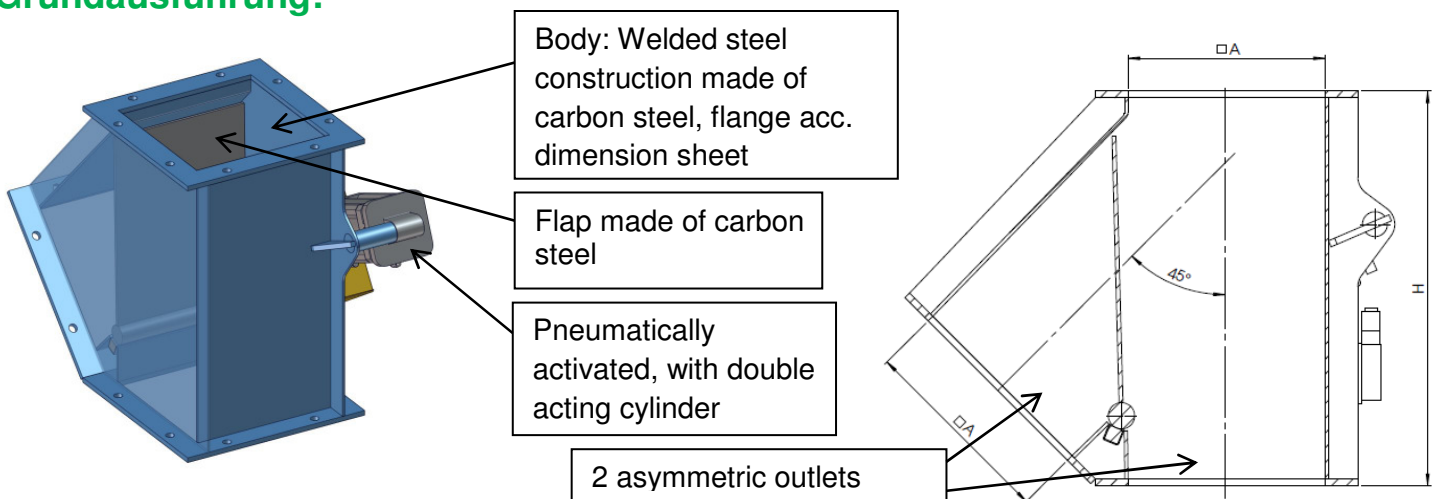 Grundausführung:
Body: Welded steel
construction made of
carbon steel, flange acc.
dimension sheet
Flap made of carbon
steel
Pneumatically
activated, with double
acting cylinder
2 asymmetric outlets
□A
45°
H
□A